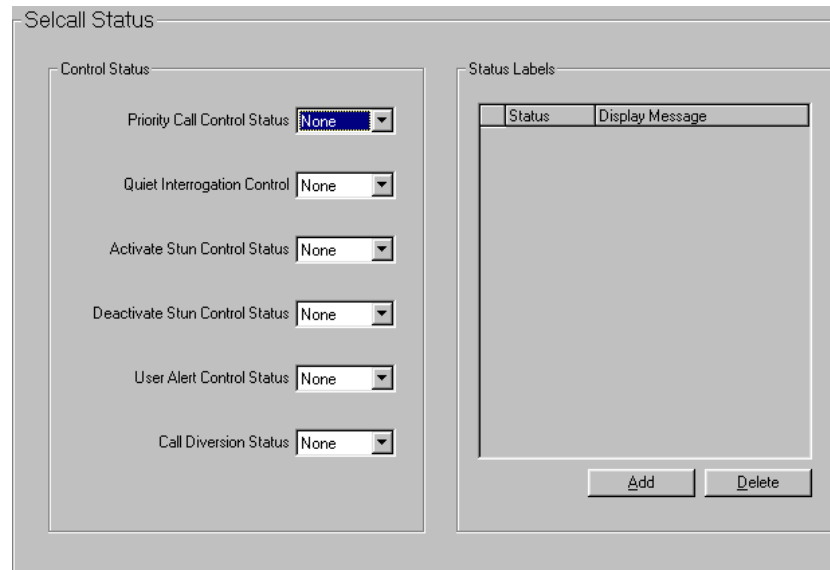 Selcall Status
Control Status
Priority Call Control Status None
Quiet Interrogation Control None
Activate Stun Control Status None
Deactivate Stun Control Status None
User Alert Control Status None
Call Diversion Status None
Status Labels
Status Display Message
Add Delete